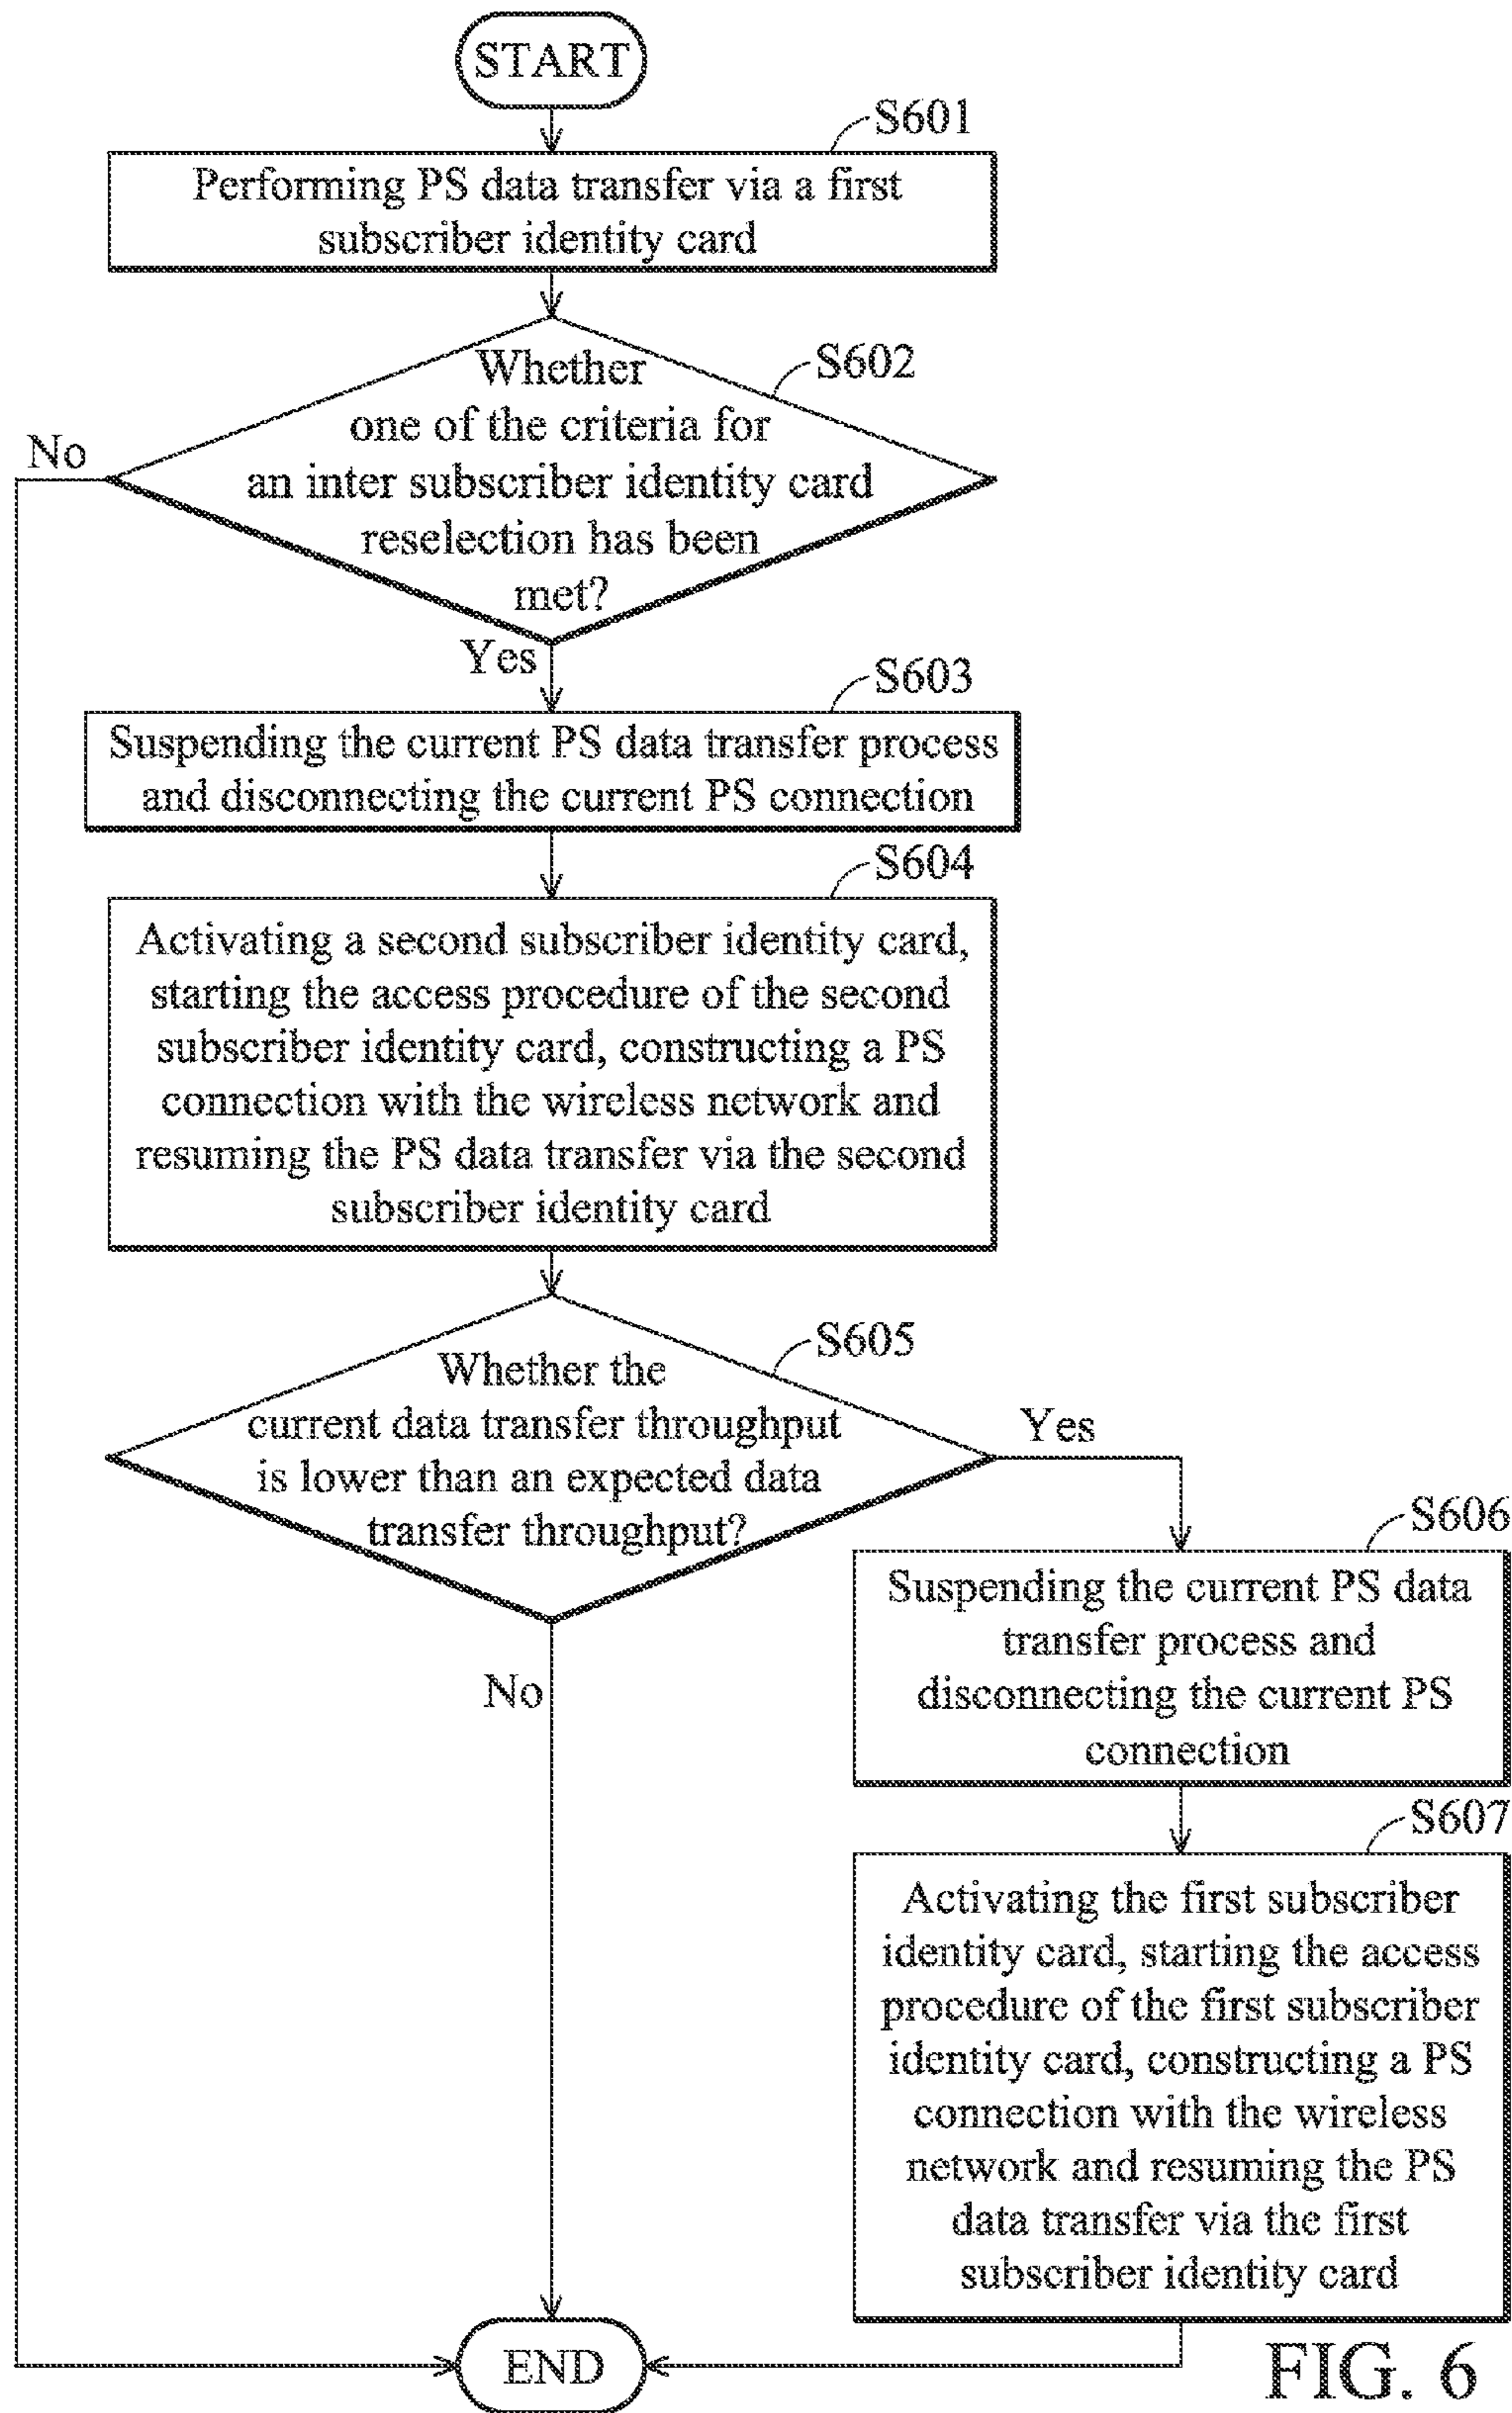 START
S601
Performing PS data transfer via a first
subscriber identity card
S602
Whether
one of the criteria for
an inter subscriber identity card
reselection has been
met?
No
Yes
S603
Suspending the current PS data transfer process
and disconnecting the current PS connection
S604
Activating a second subscriber identity card,
starting the access procedure of the second
subscriber identity card, constructing a PS
connection with the wireless network and
resuming the PS data transfer via the second
subscriber identity card
S605
Whether the
current data transfer throughput
is lower than an expected data
transfer throughput?
Yes
No
S606
Suspending the current PS data
transfer process and
disconnecting the current PS
connection
S607
Activating the first subscriber
identity card, starting the access
procedure of the first subscriber
identity card, constructing a PS
connection with the wireless
network and resuming the PS
data transfer via the first
subscriber identity card
END
FIG. 6